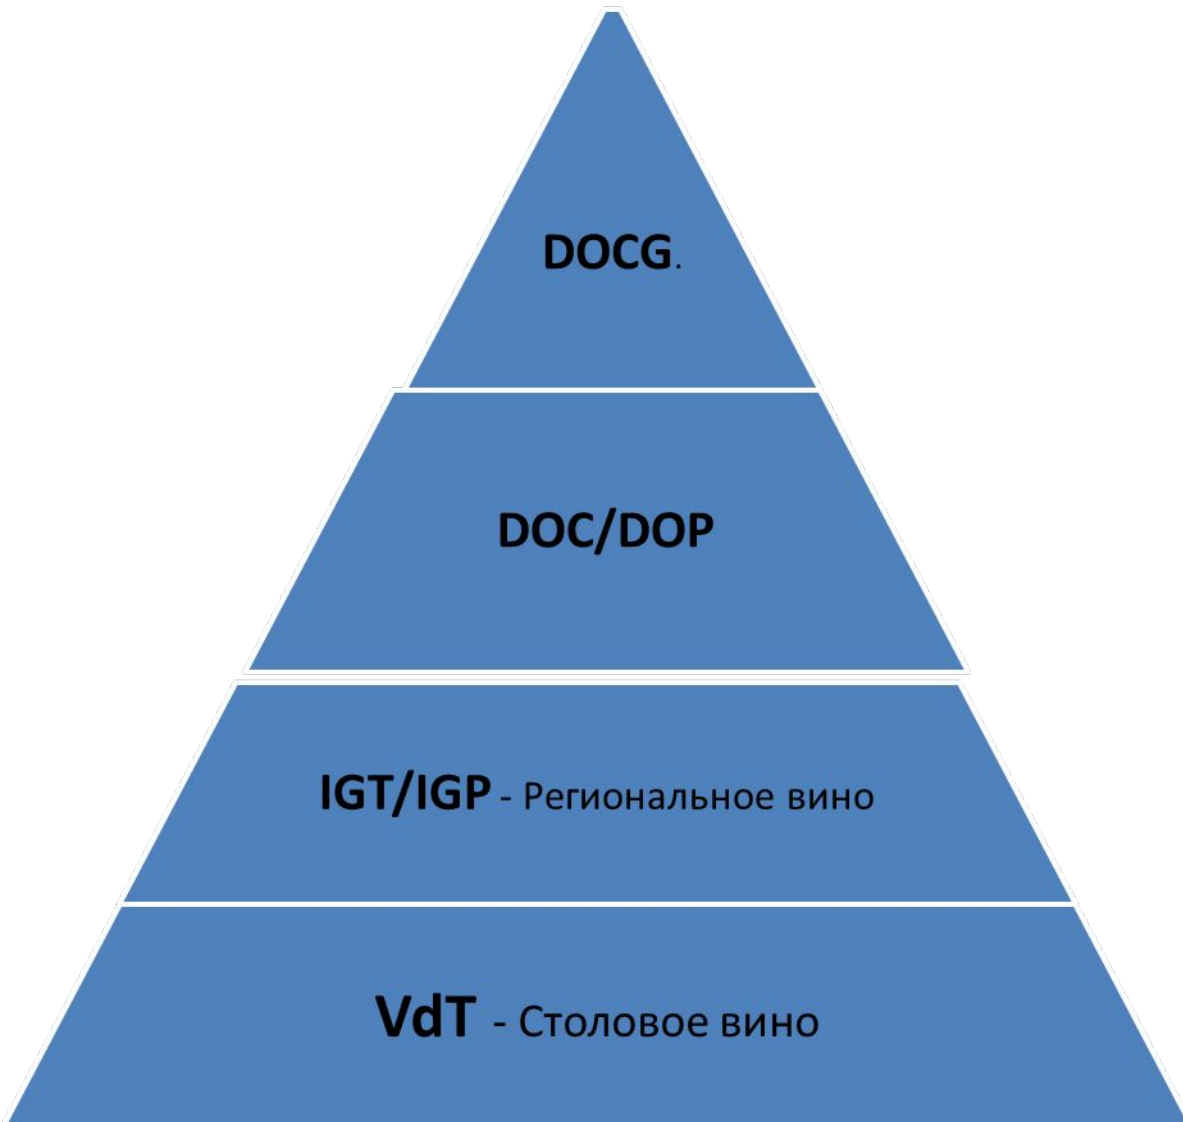 DOCG.
DOC/DOP
IGT/IGP - Региональное вино
VdT - Столовое вино